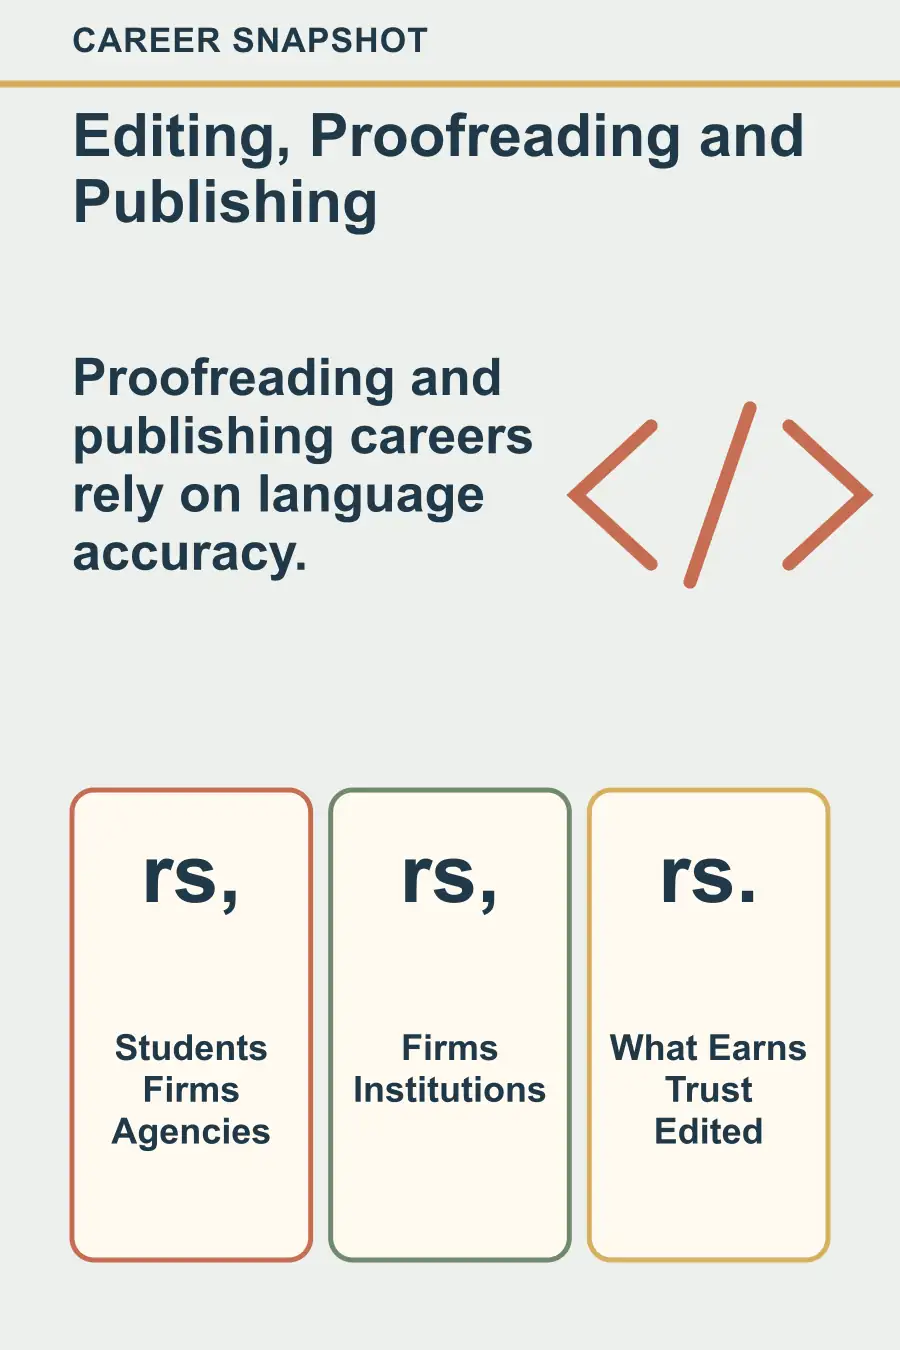 CAREER SNAPSHOT
Editing, Proofreading and
Publishing
Proofreading and
publishing careers
rely on language
accuracy.
rs,
Students
Firms
Agencies
rs,
Firms
Institutions
rs.
What Earns
Trust
Edited